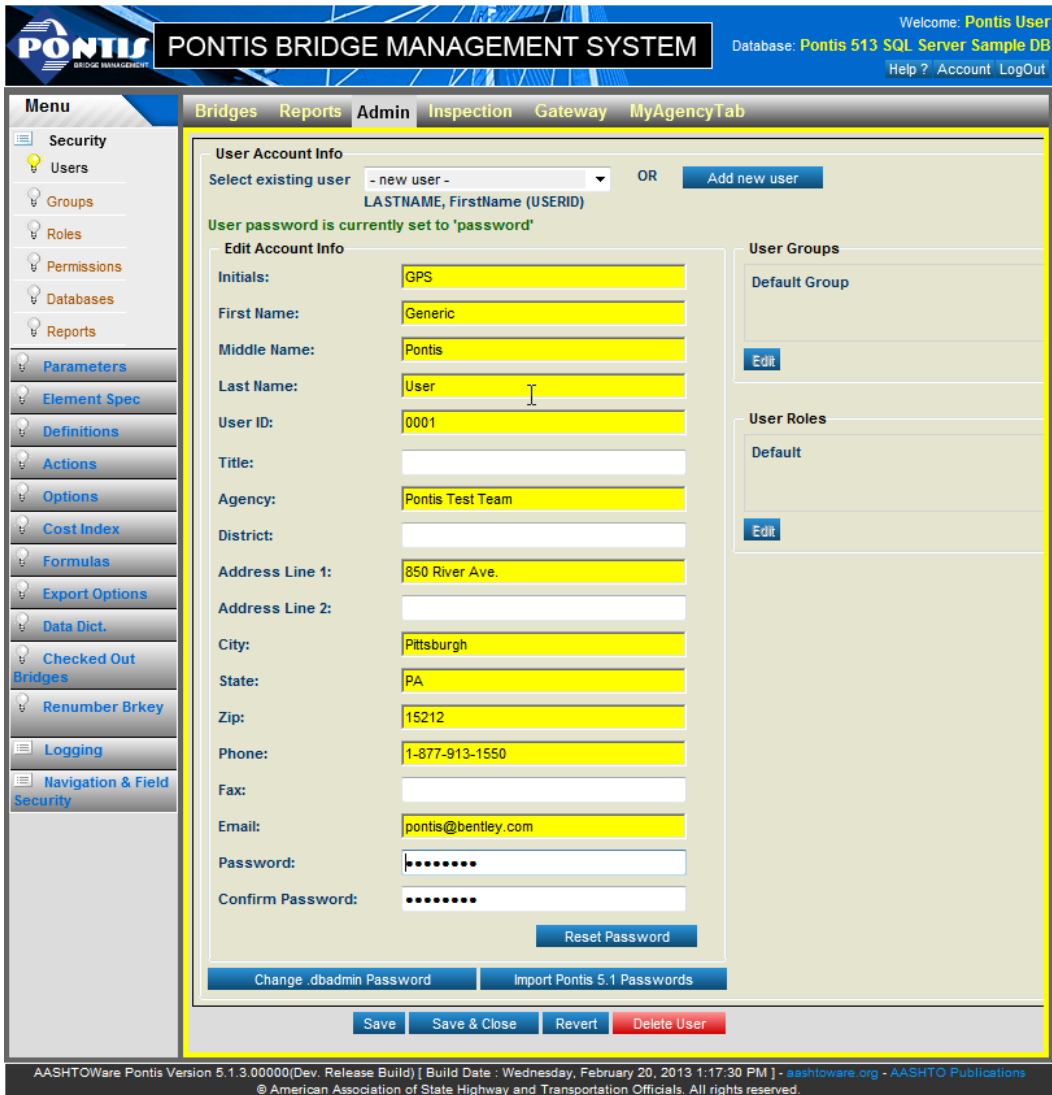 Welcome: Pontis User
PONTIS
BRIDGE MANAGEMENT
PONTIS BRIDGE MANAGEMENT SYSTEM
Database: Pontis 513 SQL Server Sample DB
Help ? Account LogOut
Menu
Bridges Reports Admin Inspection Gateway MyAgencyTab
Security
Users
Groups
Roles
Permissions
Databases
Reports
Parameters
Element Spec
Definitions
Actions
Options
Cost Index
Formulas
Export Options
Data Dict.
Checked Out
Bridges
Renumber Brkey
Logging
Navigation & Field
Security
User Account Info
Select existing user - new user - OR Add new user
LASTNAME, FirstName (USERID)
User password is currently set to 'password'
Edit Account Info
Initials: GPS
First Name: Generic
Middle Name: Pontis
Last Name: User
User ID: 0001
Title:
Agency: Pontis Test Team
District:
Address Line 1: 850 River Ave.
Address Line 2:
City: Pittsburgh
State: PA
Zip: 15212
Phone: 1-877-913-1550
Fax:
Email: pontis@bentley.com
Password: ••••••••
Confirm Password: ••••••••
Reset Password
User Groups
Default Group
Edit
User Roles
Default
Edit
Change .dbadmin Password Import Pontis 5.1 Passwords
Save Save & Close Revert Delete User
AASHTOWare Pontis Version 5.1.3.00000(Dev. Release Build) [ Build Date : Wednesday, February 20, 2013 1:17:30 PM ] - aashtoware.org - AASHTO Publications
© American Association of State Highway and Transportation Officials. All rights reserved.